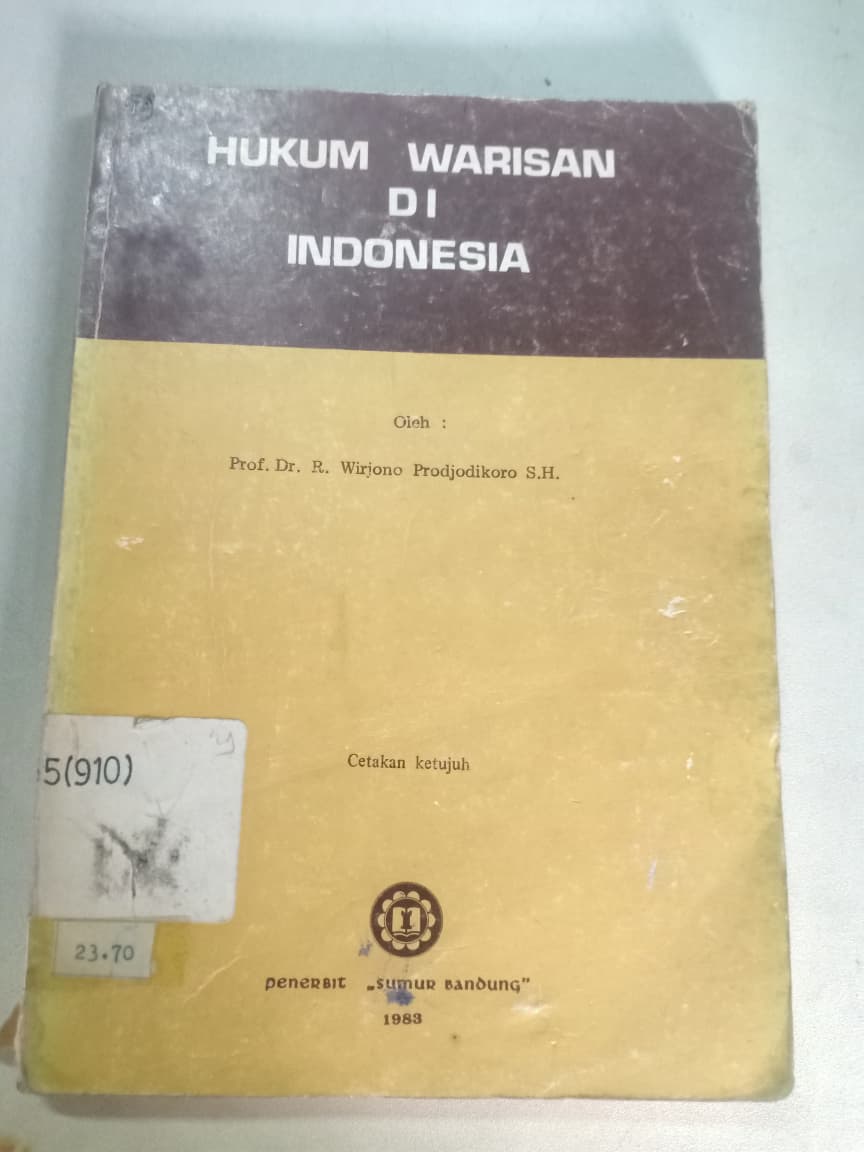 HUKUM WARISAN
DI
INDONESIA
Oleh :
Prof. Dr. R. Wirjono Prodjodikoro S.H.
Cetakan ketujuh
5(910)
23.70
PENERBIT „SUMUR BANDUNG"
1983